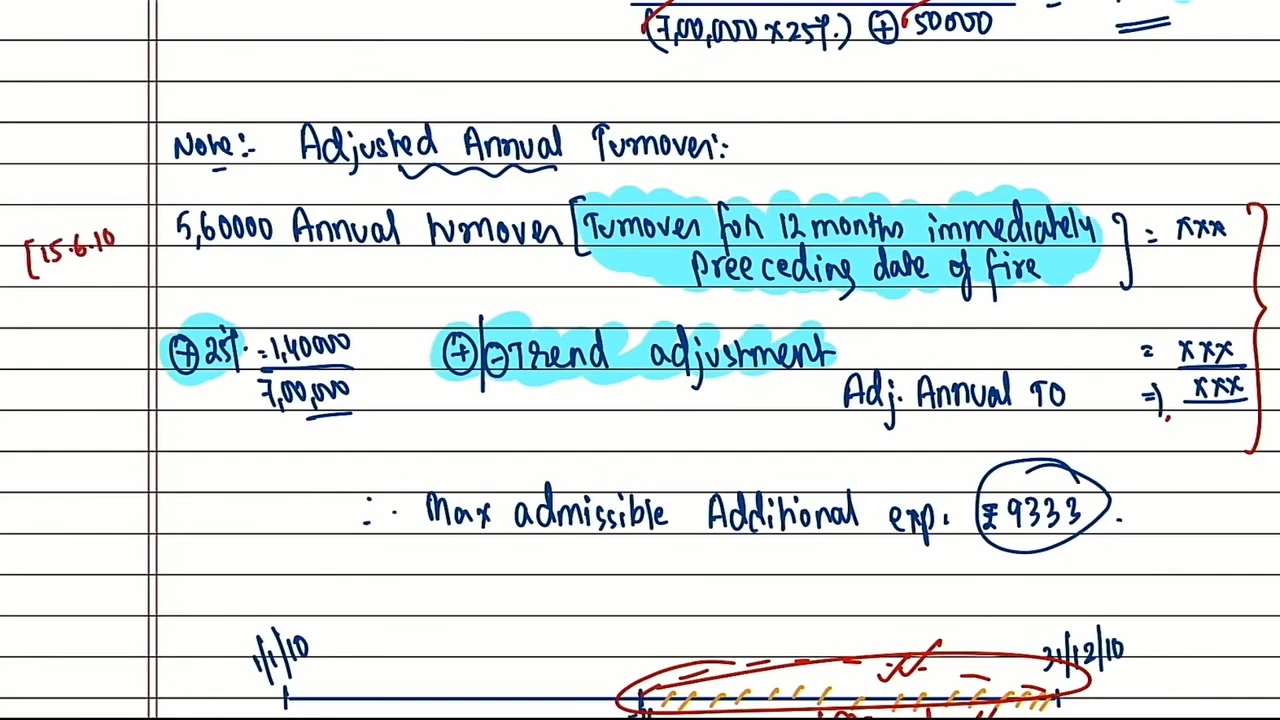 (7,00,000 x 25%.) ⊕ 50000
Note:- Adjusted Annual Turnover:-
[15.6.10
5,60000 Annual turnover [Turnover for 12 months immediately preeceding date of fire] = xxx
⊕ 25% = 1,40000
7,00,000
⊕/⊖ Trend adjustment = xxx
Adj. Annual TO => xxx
∴ Max admissible Additional exp. ₹ 9333.
1/1/10
31/12/10